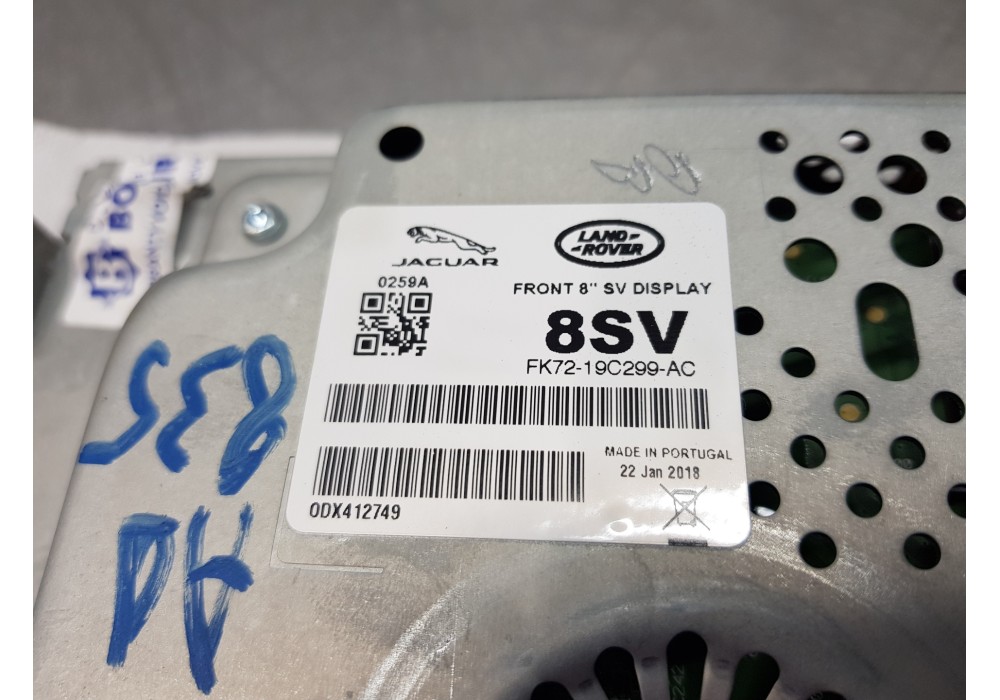 JAGUAR
LAND-
-ROVER
0259A
FRONT 8" SV DISPLAY
8SV
FK72-19C299-AC
MADE IN PORTUGAL
22 Jan 2018
ODX412749
835
AA